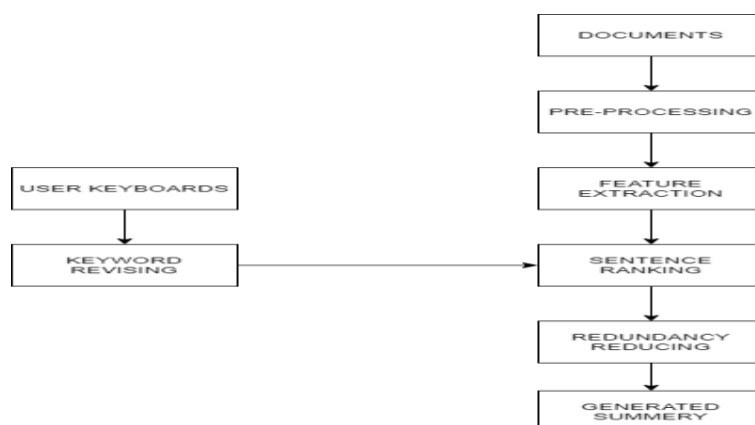 DOCUMENTS
PRE-PROCESSING
USER KEYBOARDS
FEATURE
EXTRACTION
KEYWORD
REVISING
SENTENCE
RANKING
REDUNDANCY
REDUCING
GENERATED
SUMMERY